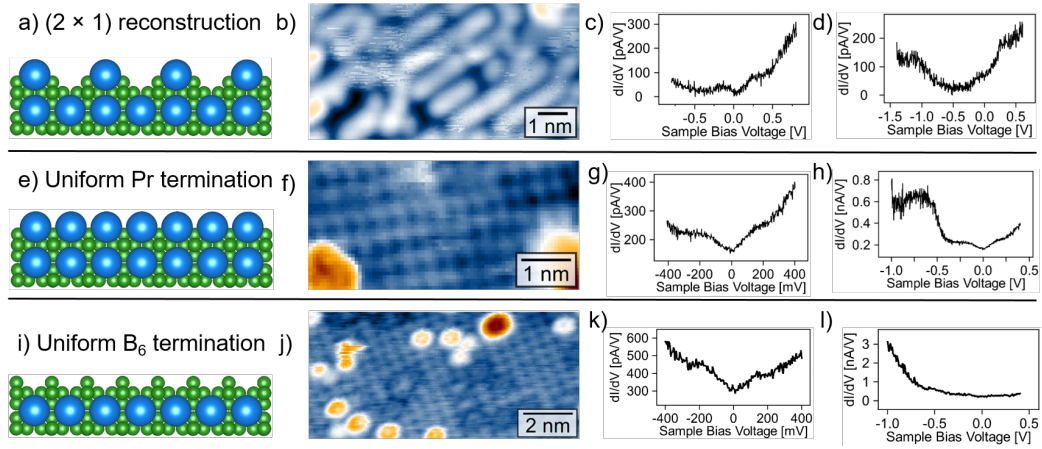 a) (2 × 1) reconstruction b)
1 nm
c)
dI/dV [pA/V]
300
200
100
0
0.0
0.5
Sample Bias Voltage [V]
d)
dI/dV [pA/V]
200
100
0
-1.5 -1.0 -0.5 0.0 0.5
Sample Bias Voltage [V]
e) Uniform Pr termination f)
1 nm
g)
dI/dV [pA/V]
400
300
200
-400 -200 0 200 400
Sample Bias Voltage [mV]
h)
dI/dV [nA/V]
0.8
0.6
0.4
0.2
-1.0 -0.5 0.0 0.5
Sample Bias Voltage [V]
i) Uniform B₆ termination j)
2 nm
k)
dI/dV [pA/V]
600
500
400
300
-400 -200 0 200 400
Sample Bias Voltage [mV]
l)
dI/dV [nA/V]
3
2
1
0
-1.0 -0.5 0.0 0.5
Sample Bias Voltage [V]